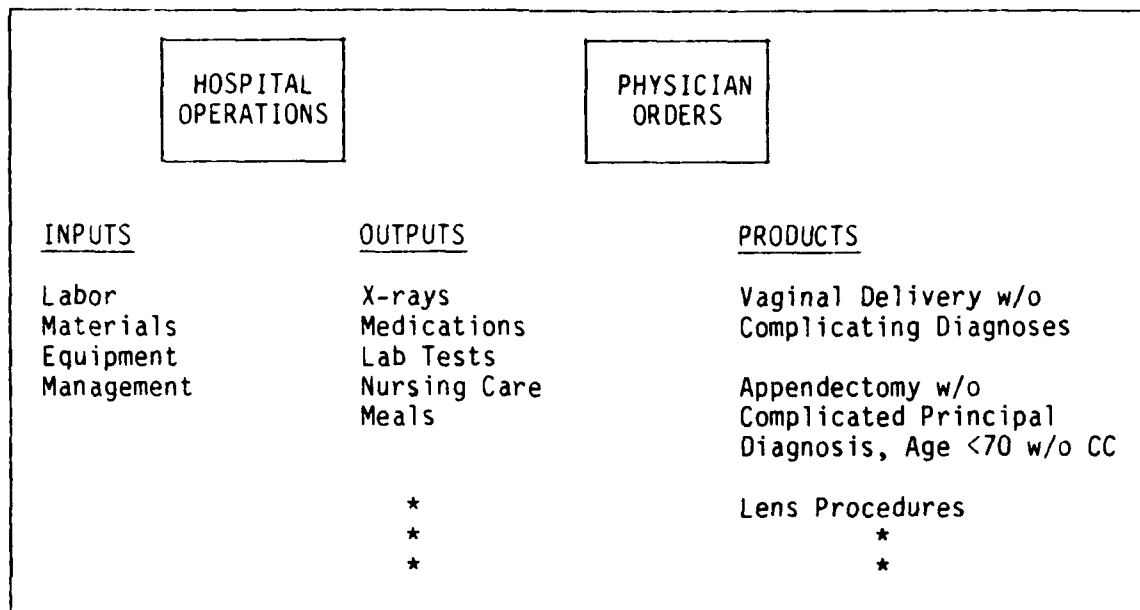 HOSPITAL
OPERATIONS
PHYSICIAN
ORDERS
INPUTS
Labor
Materials
Equipment
Management
OUTPUTS
X-rays
Medications
Lab Tests
Nursing Care
Meals
*
*
*
PRODUCTS
Vaginal Delivery w/o
Complicating Diagnoses
Appendectomy w/o
Complicated Principal
Diagnosis, Age <70 w/o CC
Lens Procedures
*
*